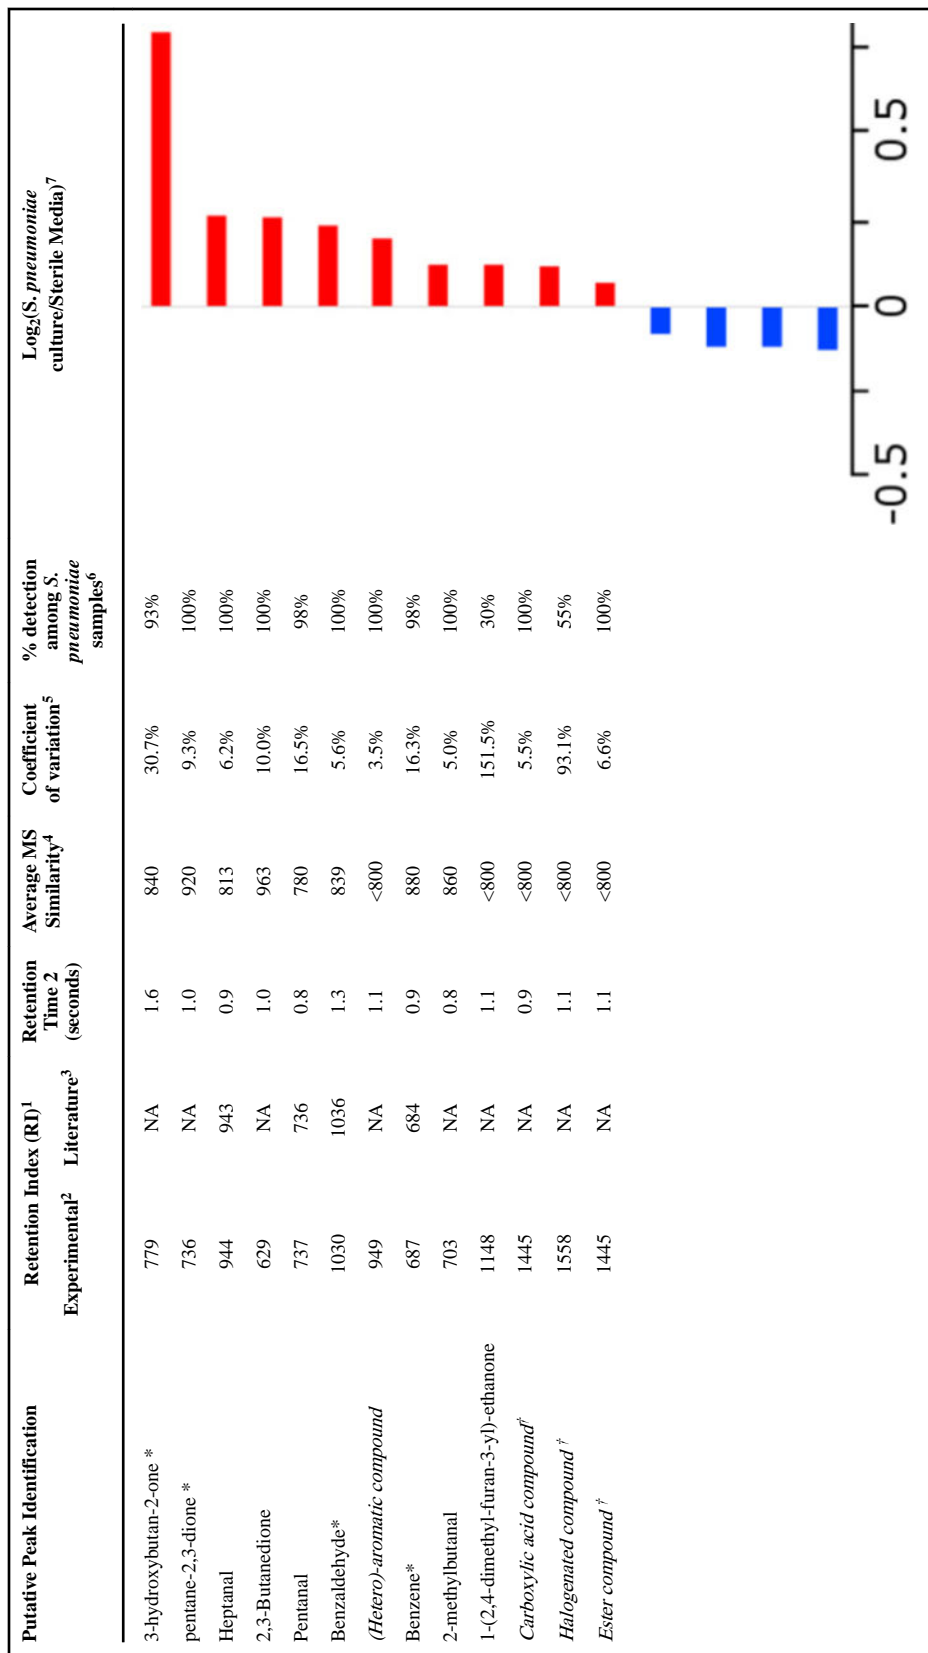 Putative Peak Identification Retention Index (RI)1 Retention Time 2 (seconds) Average MS Similarity4 Coefficient of variation5 % detection among S. pneumoniae samples6 Log2(S. pneumoniae culture/Sterile Media)7
Experimental2 Literature3
3-hydroxybutan-2-one * 779 NA 1.6 840 30.7% 93%
pentane-2,3-dione * 736 NA 1.0 920 9.3% 100%
Heptanal 944 943 0.9 813 6.2% 100%
2,3-Butanedione 629 NA 1.0 963 10.0% 100%
Pentanal 737 736 0.8 780 16.5% 98%
Benzaldehyde* 1030 1036 1.3 839 5.6% 100%
(Hetero)-aromatic compound 949 NA 1.1 <800 3.5% 100%
Benzene* 687 684 0.9 880 16.3% 98%
2-methylbutanal 703 NA 0.8 860 5.0% 100%
1-(2,4-dimethyl-furan-3-yl)-ethanone 1148 NA 1.1 <800 151.5% 30%
Carboxylic acid compound† 1445 NA 0.9 <800 5.5% 100%
Halogenated compound † 1558 NA 1.1 <800 93.1% 55%
Ester compound † 1445 NA 1.1 <800 6.6% 100%
-0.5 0 0.5